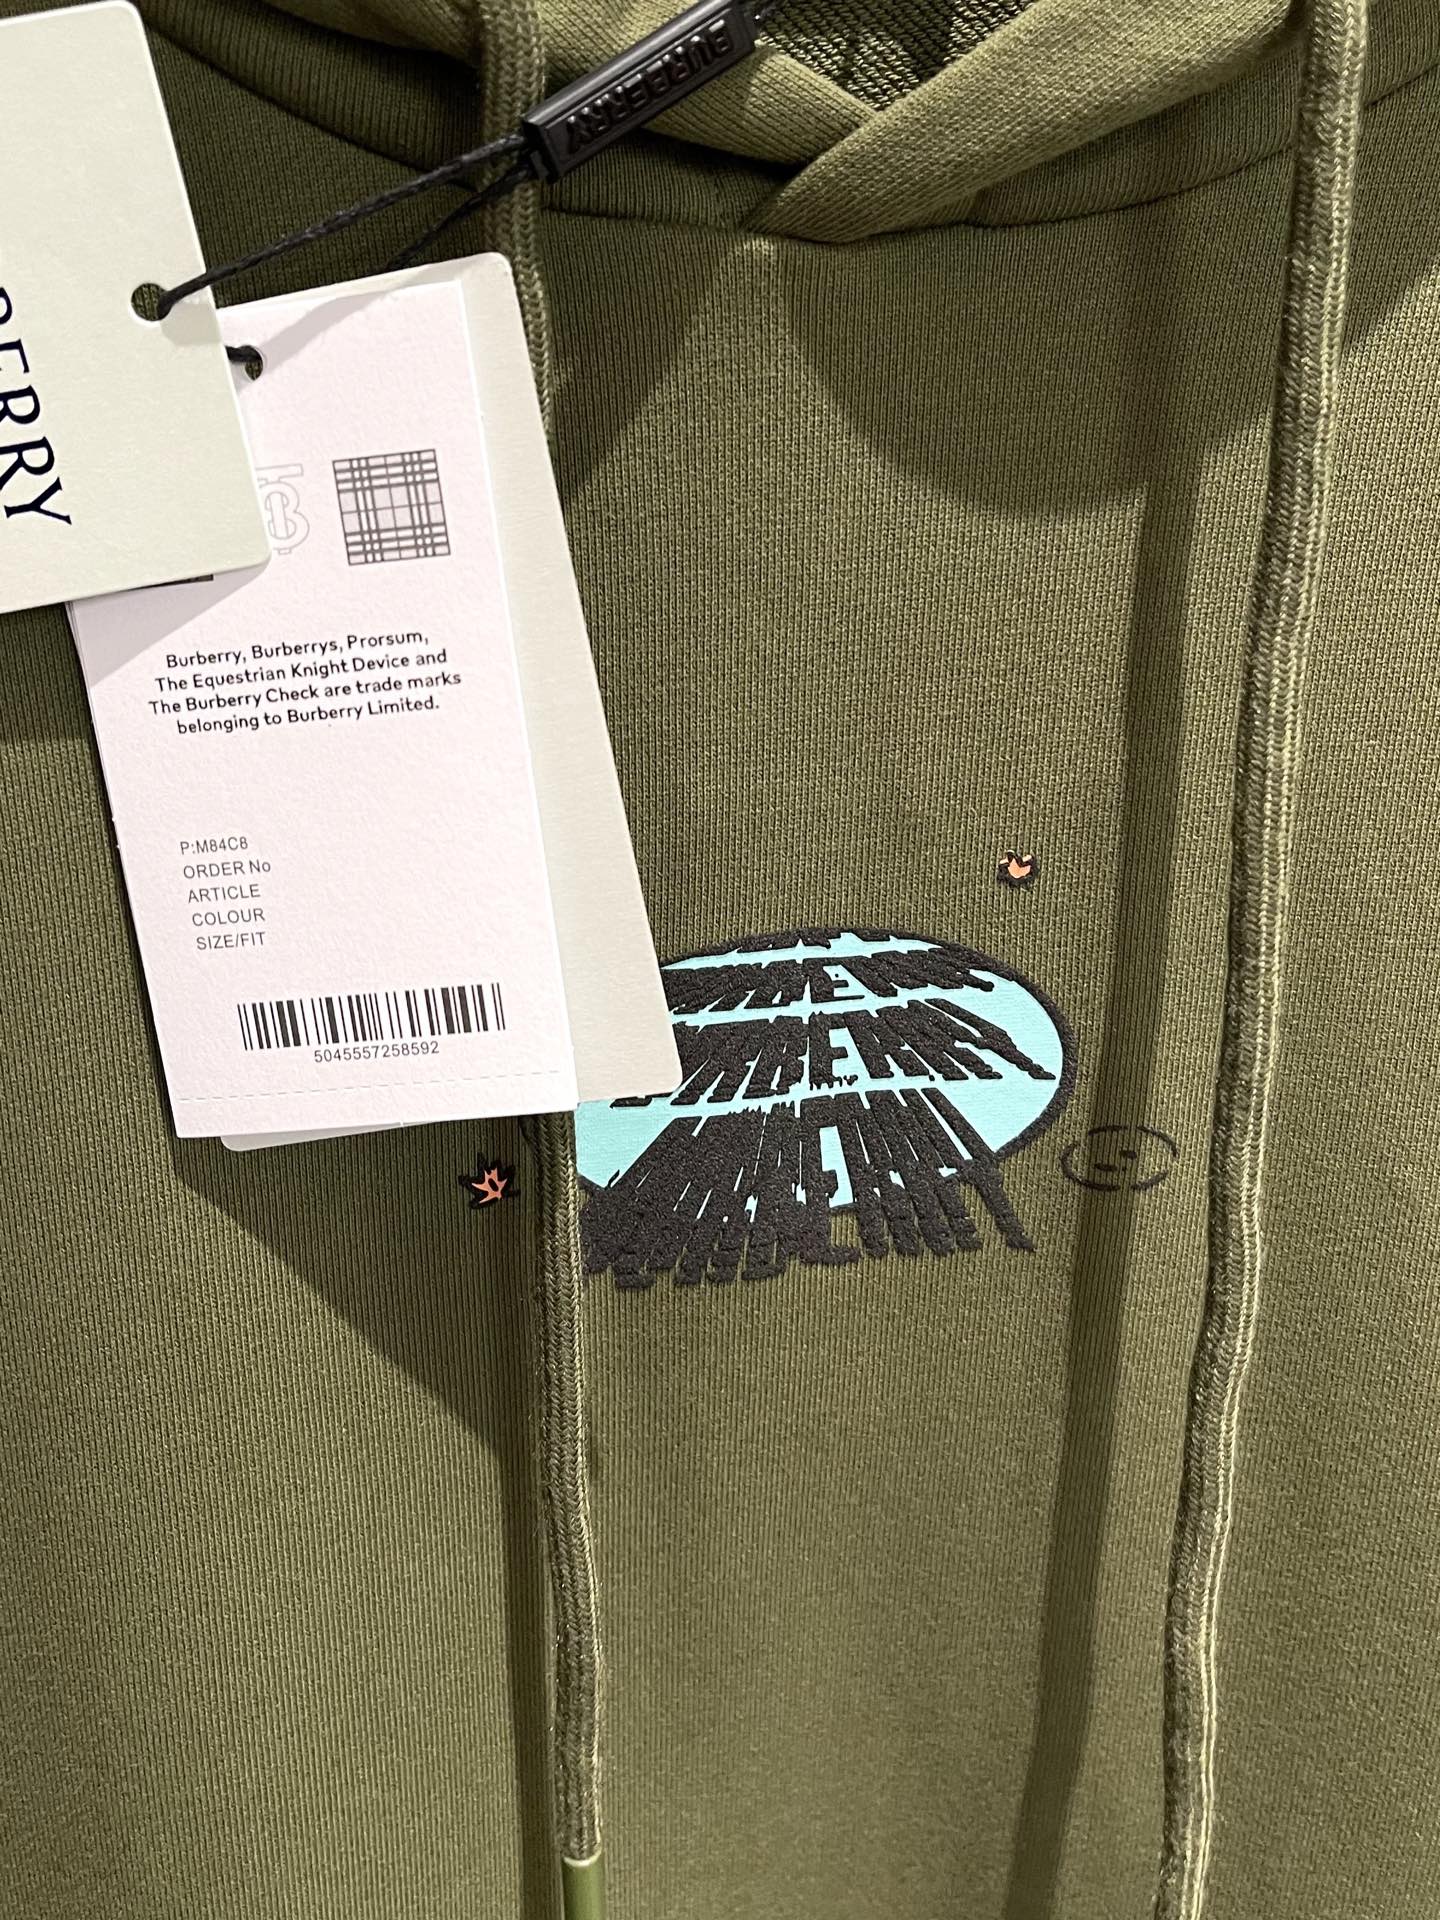 BURBERRY
BERRY
Burberry, Burberrys, Prorsum,
The Equestrian Knight Device and
The Burberry Check are trade marks
belonging to Burberry Limited.
P:M84C8
ORDER No
ARTICLE
COLOUR
SIZE/FIT
5045557258592